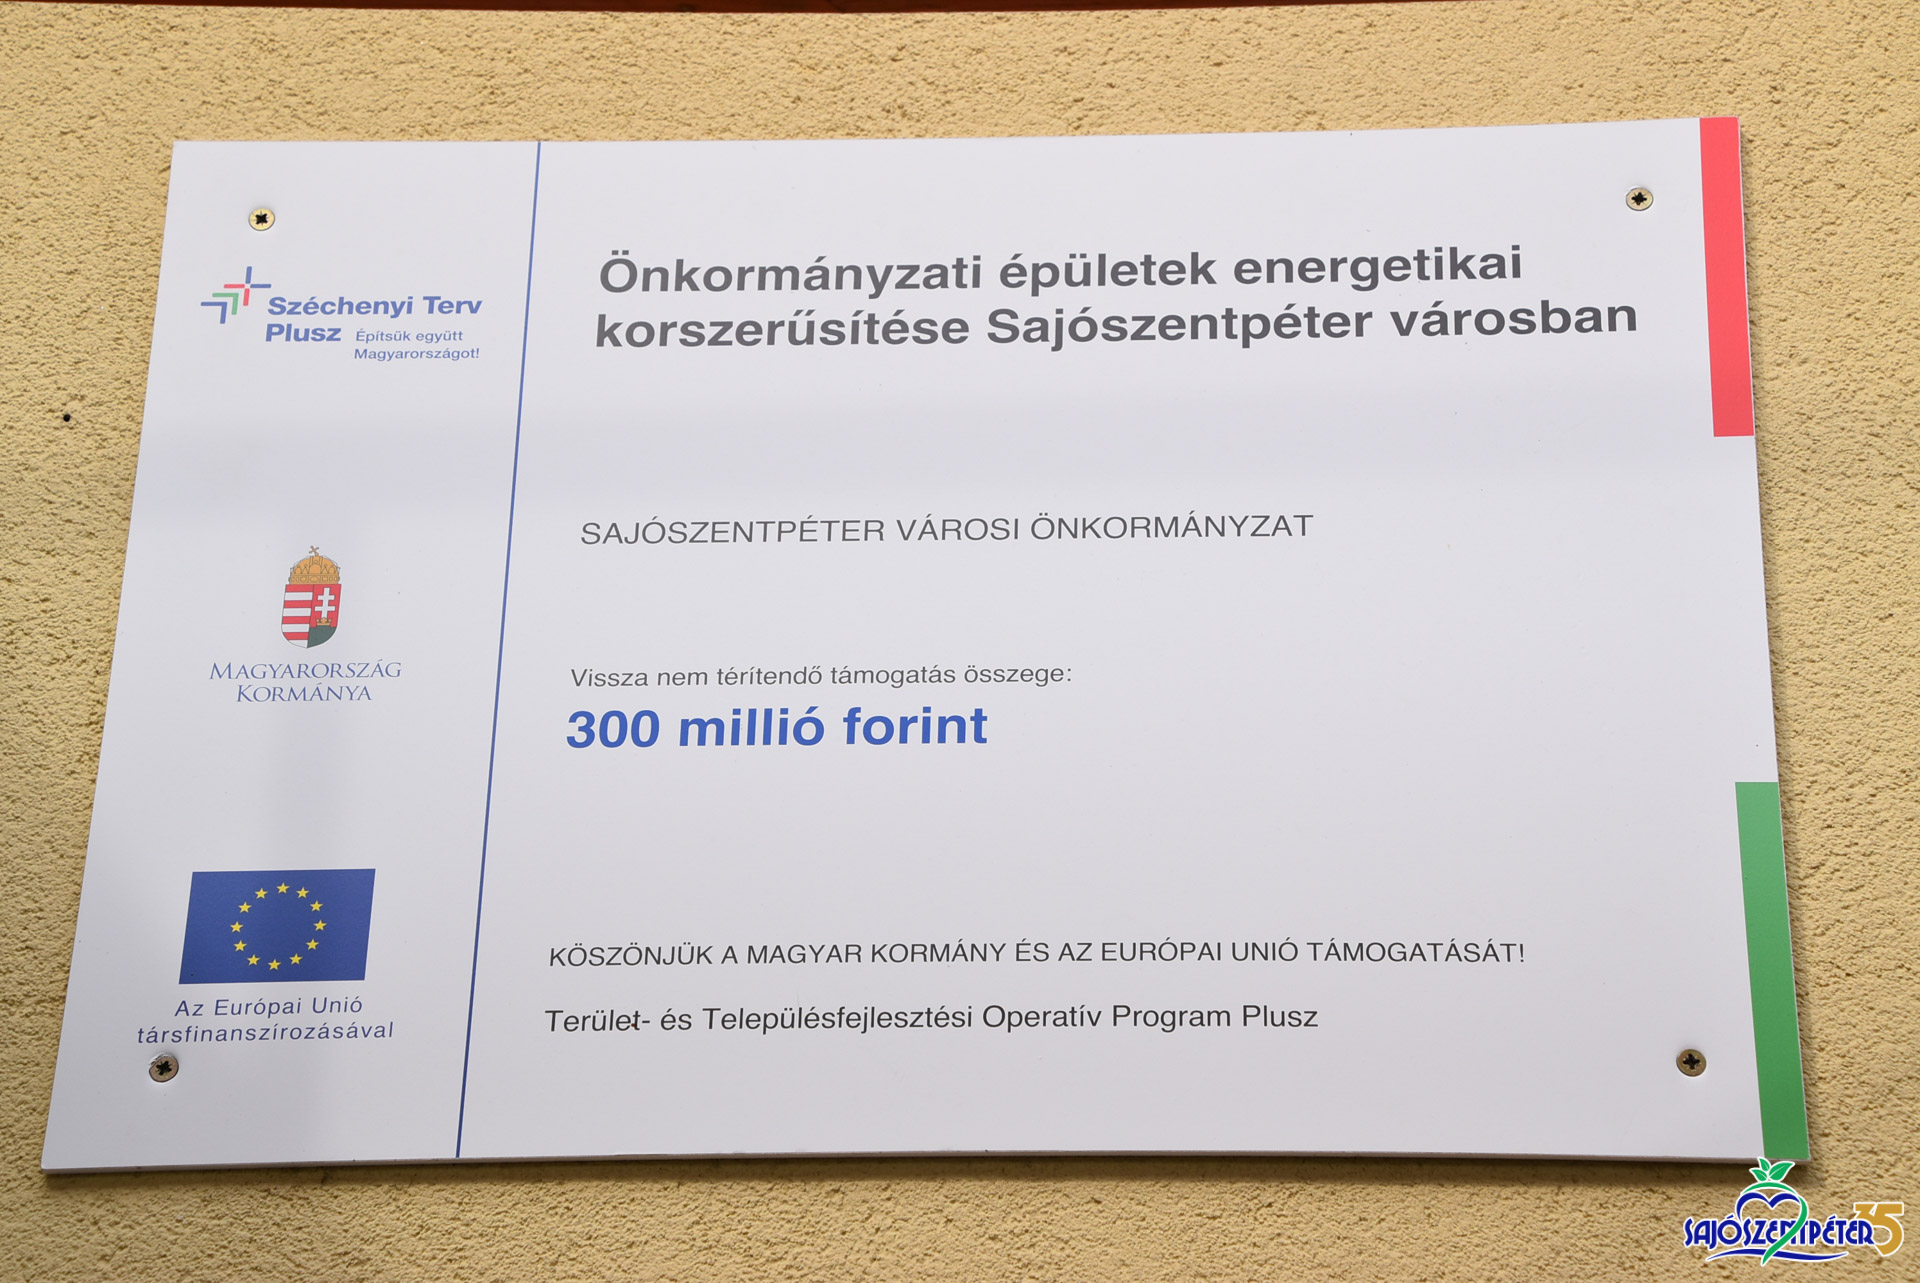 Széchenyi Terv
Plusz Építsük együtt
Magyarországot!
MAGYARORSZÁG
KORMÁNYA
Az Európai Unió
társfinanszírozásával
Önkormányzati épületek energetikai
korszerűsítése Sajószentpéter városban
SAJÓSZENTPÉTER VÁROSI ÖNKORMÁNYZAT
Vissza nem térítendő támogatás összege:
300 millió forint
KÖSZÖNJÜK A MAGYAR KORMÁNY ÉS AZ EURÓPAI UNIÓ TÁMOGATÁSÁT!
Terület- és Településfejlesztési Operatív Program Plusz
SAJÓSZENTPÉTER 35